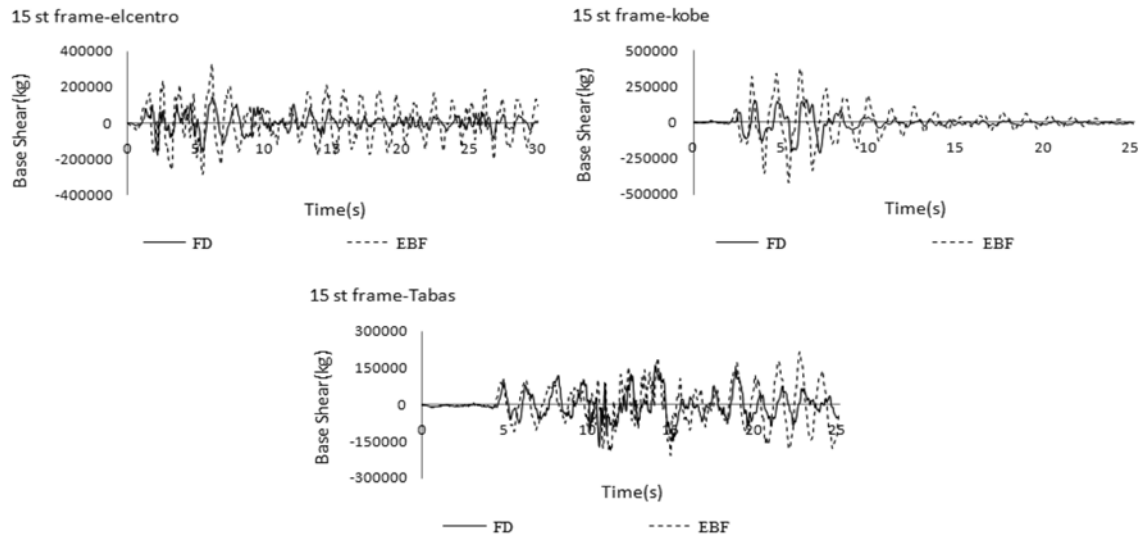 15 st frame-elcentro
Base Shear(kg)
400000
200000
0
-200000
-400000
0
5
10
15
20
25
30
Time(s)
FD
EBF
15 st frame-kobe
Base Shear(kg)
500000
250000
0
-250000
-500000
0
5
10
15
20
25
Time(s)
FD
EBF
15 st frame-Tabas
Base Shear(kg)
300000
150000
0
-150000
-300000
0
5
10
15
20
25
Time(s)
FD
EBF